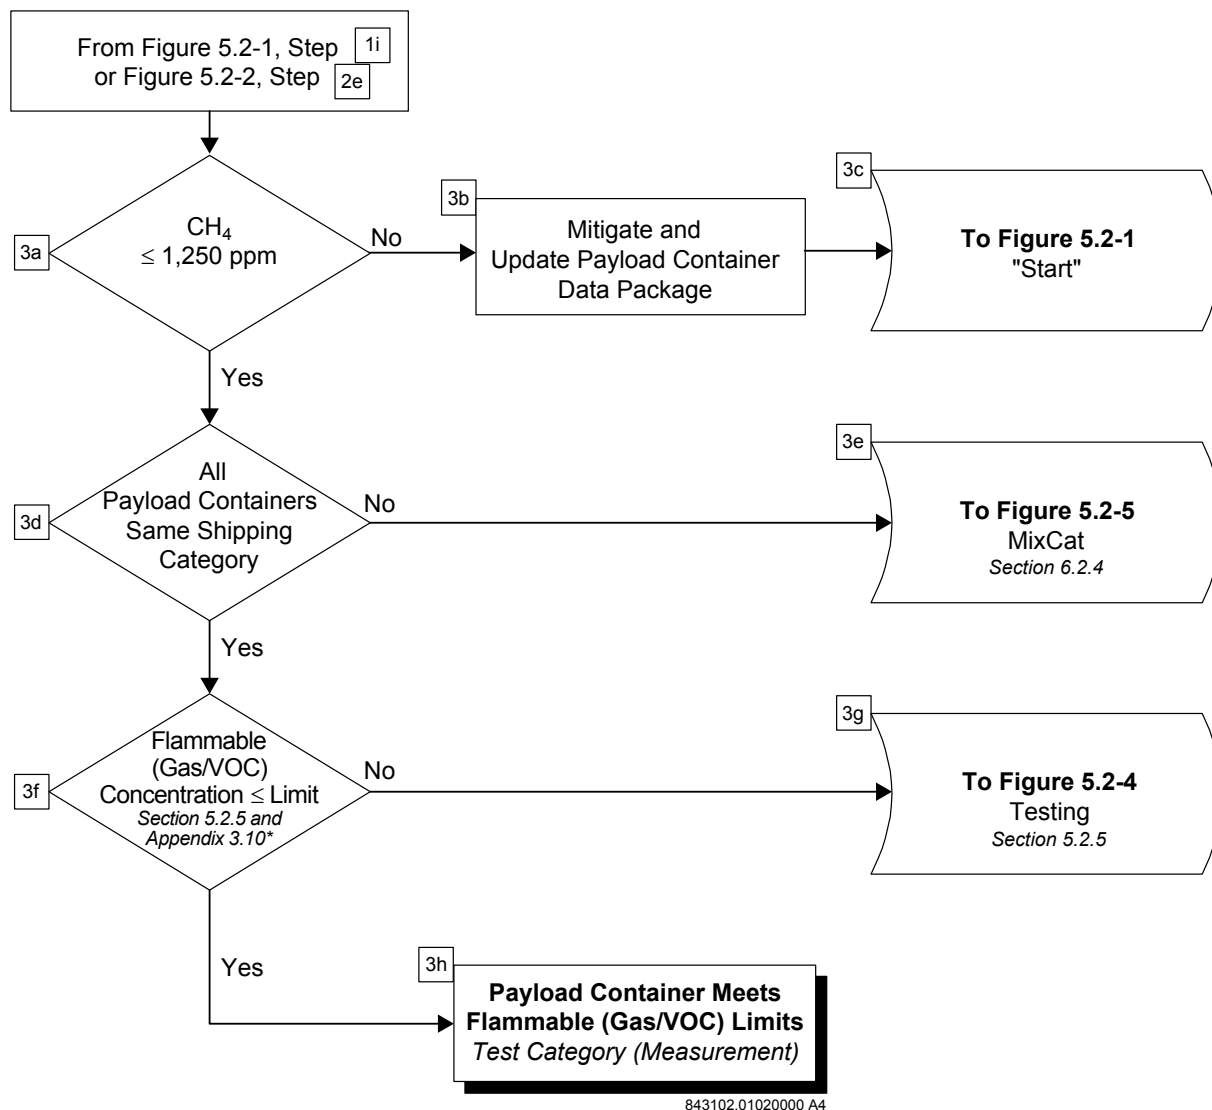 From Figure 5.2-1, Step 1i
or Figure 5.2-2, Step 2e
3a
CH4
≤ 1,250 ppm
No
3b
Mitigate and
Update Payload Container
Data Package
3c
To Figure 5.2-1
"Start"
Yes
3d
All
Payload Containers
Same Shipping
Category
No
3e
To Figure 5.2-5
MixCat
Section 6.2.4
Yes
3f
Flammable
(Gas/VOC)
Concentration ≤ Limit
Section 5.2.5 and
Appendix 3.10*
No
3g
To Figure 5.2-4
Testing
Section 5.2.5
Yes
3h
Payload Container Meets
Flammable (Gas/VOC) Limits
Test Category (Measurement)
843102.01020000 A4